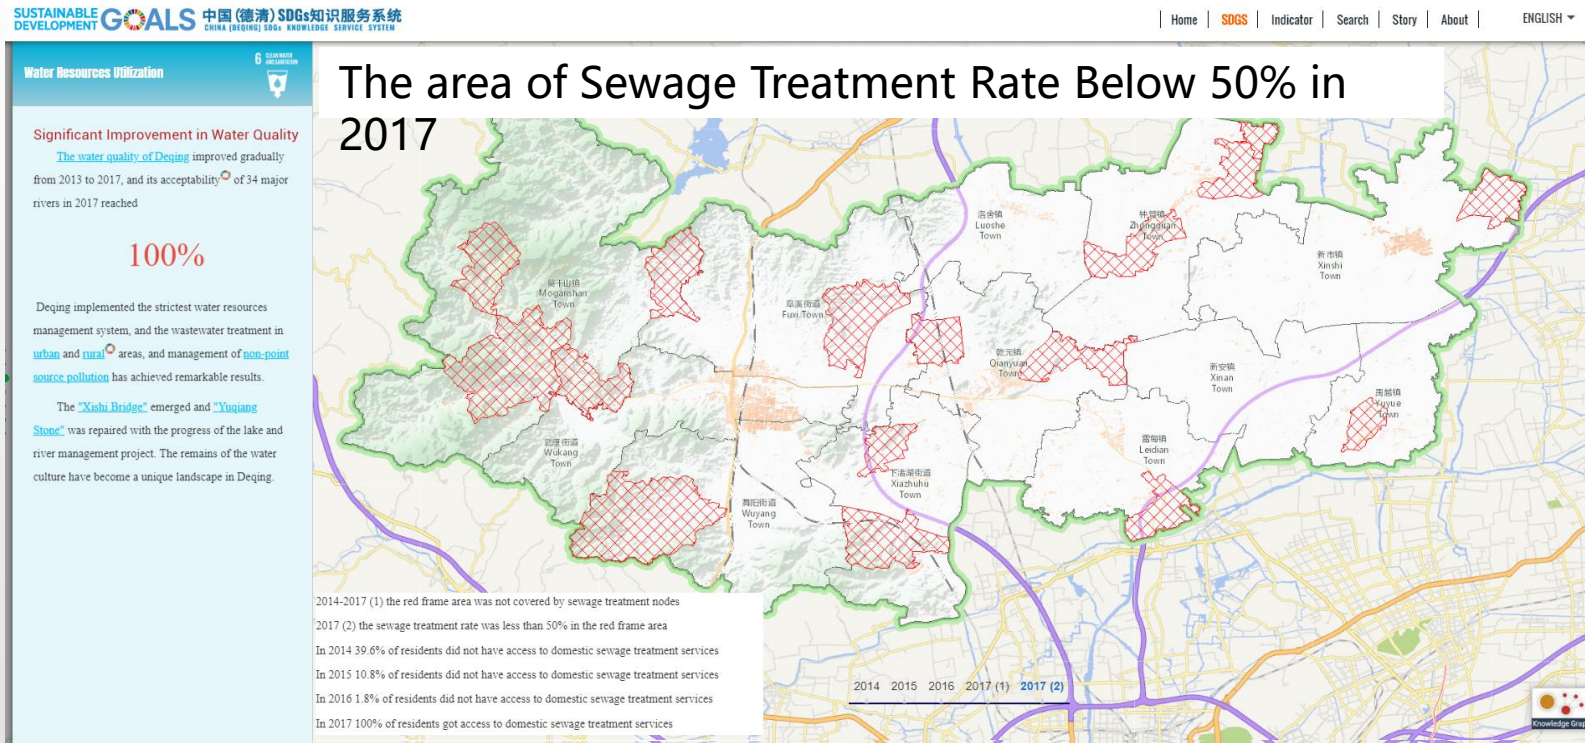 SUSTAINABLE
DEVELOPMENT GOALS 中国(德清)SDGs知识服务系统
CHINA (DEQING) SDGs KNOWLEDGE SERVICE SYSTEM
Home SDGS Indicator Search Story About ENGLISH
Water Resources Utilization
6 CLEAN WATER
AND SANITATION
The area of Sewage Treatment Rate Below 50% in
2017
Significant Improvement in Water Quality
The water quality of Deqing improved gradually
from 2013 to 2017, and its acceptability of 34 major
rivers in 2017 reached
100%
Deqing implemented the strictest water resources
management system, and the wastewater treatment in
urban and rural areas, and management of non-point
source pollution has achieved remarkable results.
The "Xishi Bridge" emerged and "Yuqiang
Stone" was repaired with the progress of the lake and
river management project. The remains of the water
culture have become a unique landscape in Deqing.
洛舍镇
Luoshe
Town
钟管镇
Zhongguan
Town
新市镇
Xinshi
Town
莫干山镇
Moganshan
Town
阜溪街道
Fuxi Town
乾元镇
Qianyuan
Town
新安镇
Xinan
Town
禹越镇
Yuyue
Town
武康街道
Wukang
Town
雷甸镇
Leidian
Town
下渚湖街道
Xiazhuhu
Town
舞阳街道
Wuyang
Town
2014-2017 (1) the red frame area was not covered by sewage treatment nodes
2017 (2) the sewage treatment rate was less than 50% in the red frame area
In 2014 39.6% of residents did not have access to domestic sewage treatment services
In 2015 10.8% of residents did not have access to domestic sewage treatment services
In 2016 1.8% of residents did not have access to domestic sewage treatment services
In 2017 100% of residents got access to domestic sewage treatment services
2014 2015 2016 2017 (1) 2017 (2)
Knowledge Grap